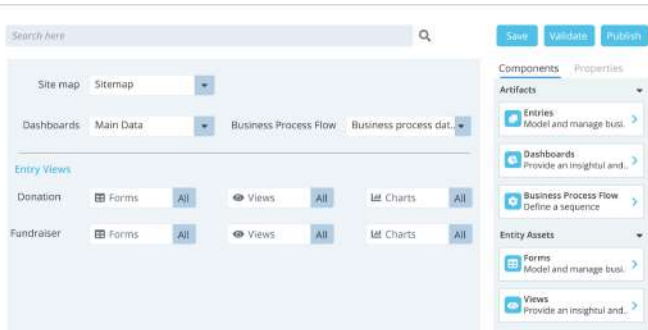 Search here
Save Validate Publish
Components Properties
Site map Sitemap
Artifacts
Dashboards Main Data Business Process Flow Business process dat..
Entries
Model and manage busi.
Dashboards
Provide an insightful and..
Entry Views
Donation Forms All Views All Charts All
Business Process Flow
Define a sequence
Fundraiser Forms All Views All Charts All
Entity Assets
Forms
Model and manage busi.
Views
Provide an insightful and..